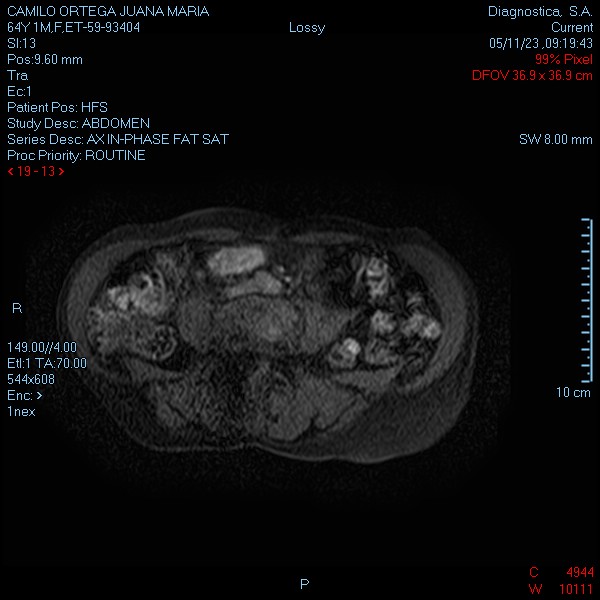 CAMILO ORTEGA JUANA MARIA
64Y 1M,F,ET-59-93404
Sl:13
Pos:9.60 mm
Tra
Ec:1
Patient Pos: HFS
Study Desc: ABDOMEN
Series Desc: AX IN-PHASE FAT SAT
Proc Priority: ROUTINE
< 19 - 13 >
Lossy
Diagnostica, S.A.
Current
05/11/23 ,09:19:43
99% Pixel
DFOV 36.9 x 36.9 cm
SW 8.00 mm
R
149.00//4.00
Etl:1 TA:70.00
544x608
Enc: >
1nex
10 cm
P
C 4944
W 10111